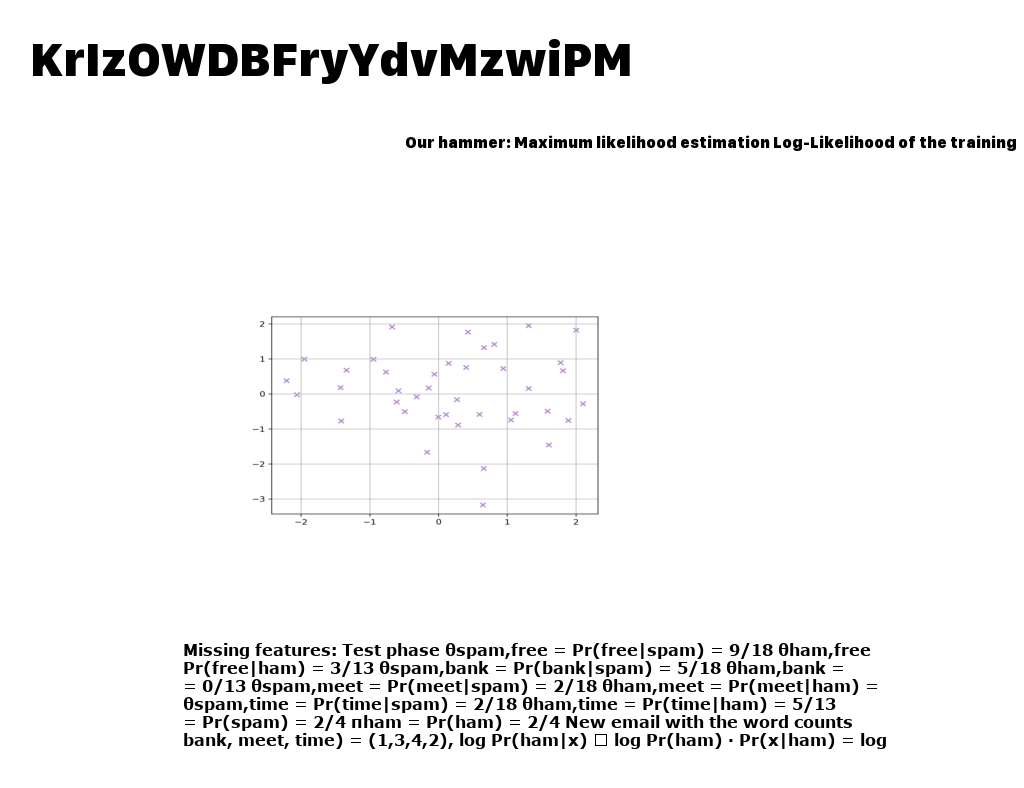 KrIzOWDBFryYdvMzwiPM
Our hammer: Maximum likelihood estimation Log-Likelihood of the training
2
1
0
−1
−2
−3
−2 −1 0 1 2
Missing features: Test phase θspam,free = Pr(free|spam) = 9/18 θham,free
Pr(free|ham) = 3/13 θspam,bank = Pr(bank|spam) = 5/18 θham,bank =
= 0/13 θspam,meet = Pr(meet|spam) = 2/18 θham,meet = Pr(meet|ham) =
θspam,time = Pr(time|spam) = 2/18 θham,time = Pr(time|ham) = 5/13
= Pr(spam) = 2/4 πham = Pr(ham) = 2/4 New email with the word counts
bank, meet, time) = (1,3,4,2), log Pr(ham|x) □ log Pr(ham) · Pr(x|ham) = log